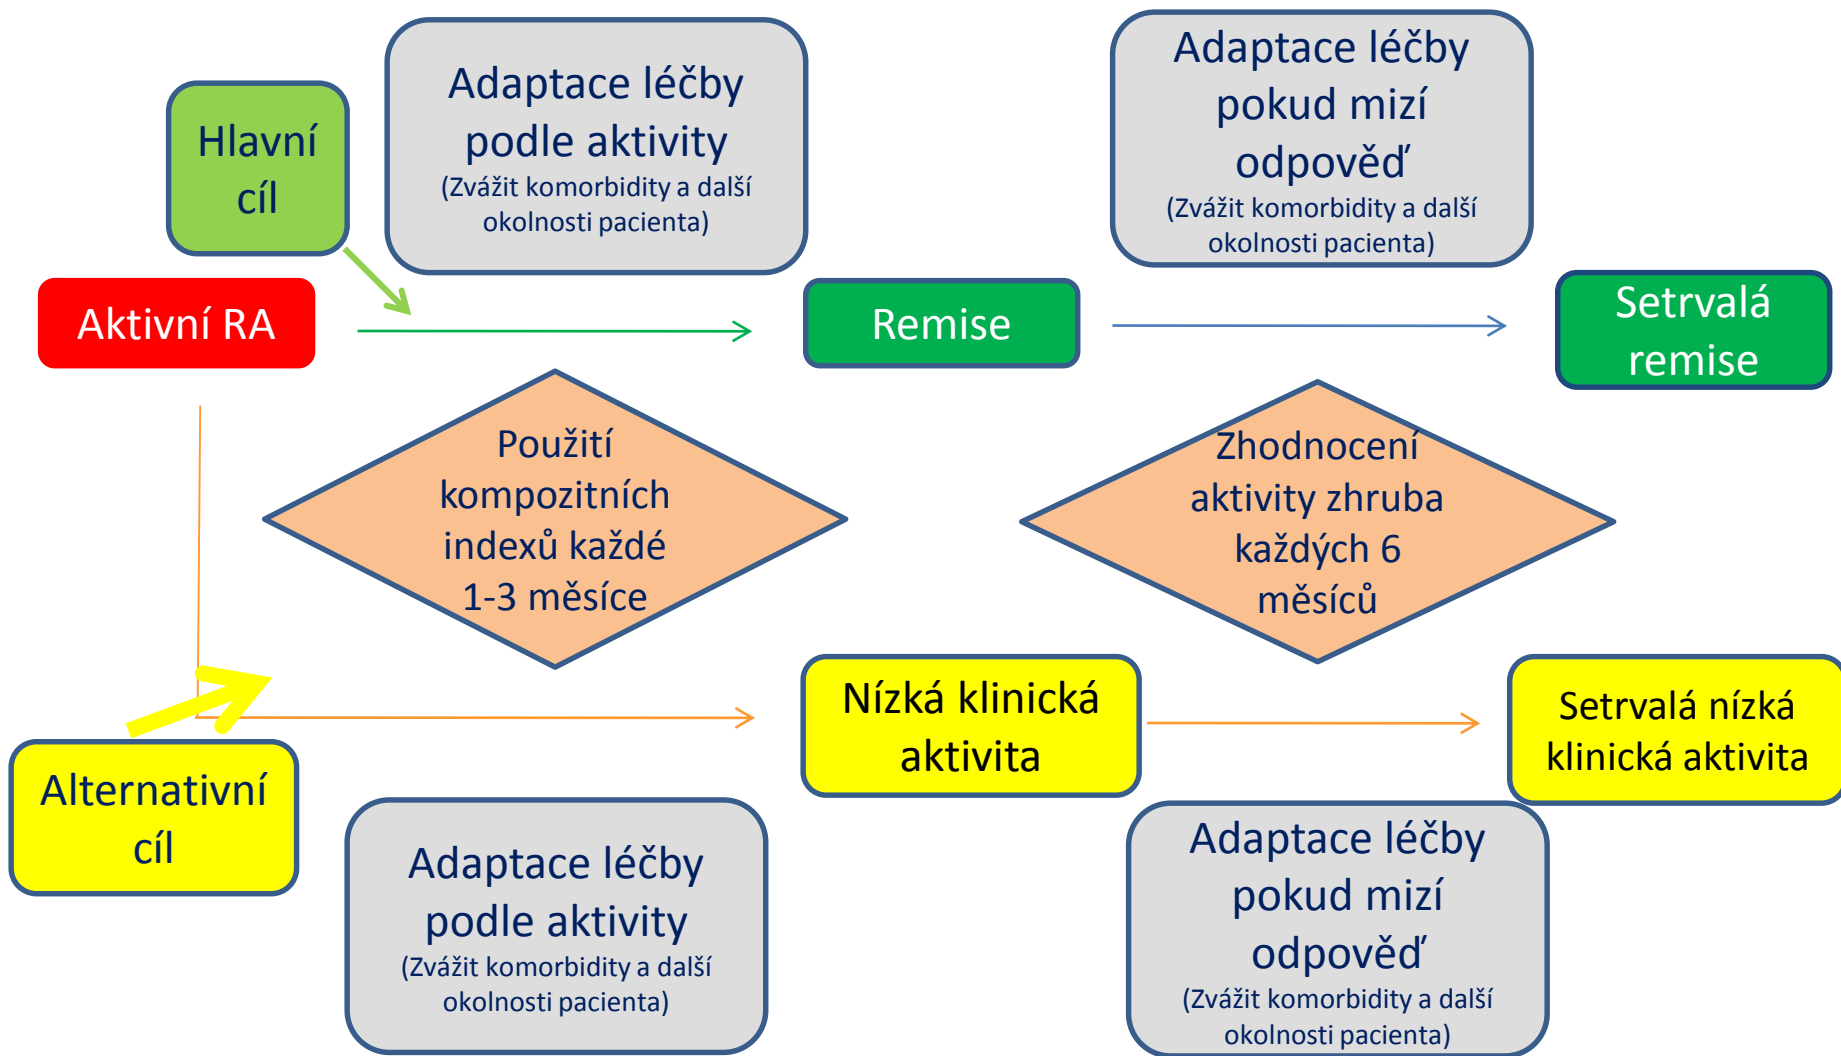 Hlavní
cíl
Adaptace léčby
podle aktivity
(Zvážit komorbidity a další
okolnosti pacienta)
Adaptace léčby
pokud mizí
odpověď
(Zvážit komorbidity a další
okolnosti pacienta)
Aktivní RA
Remise
Setrvalá
remise
Použití
kompozitních
indexů každé
1-3 měsíce
Zhodnocení
aktivity zhruba
každých 6
měsíců
Alternativní
cíl
Nízká klinická
aktivita
Setrvalá nízká
klinická aktivita
Adaptace léčby
podle aktivity
(Zvážit komorbidity a další
okolnosti pacienta)
Adaptace léčby
pokud mizí
odpověď
(Zvážit komorbidity a další
okolnosti pacienta)